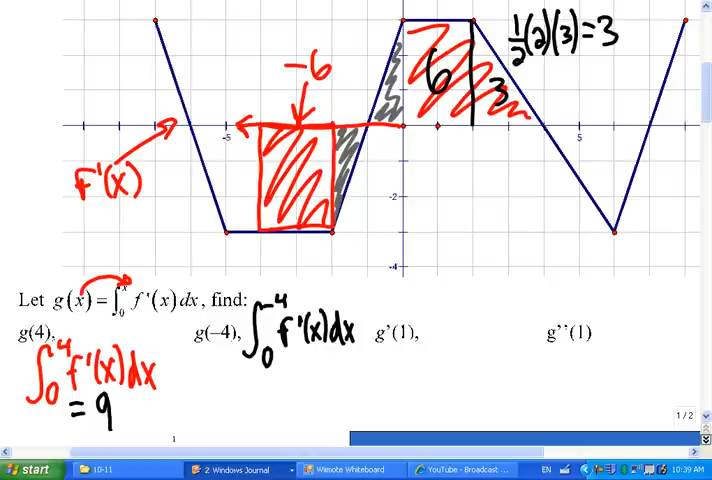 1/2(2)(3)=3
-6
6
3
f'(x)
-5
5
-2
-4
Let g(x) = ∫₀ˣ f'(x)dx, find:
g(4), g(−4), ∫₀⁻⁴ f'(x)dx g'(1), g''(1)
∫₀⁴ f'(x)dx
= 9
1 / 2
1
start 10-11 2 Windows Journal Wiimote Whiteboard YouTube - Broadcast ... EN 10:39 AM